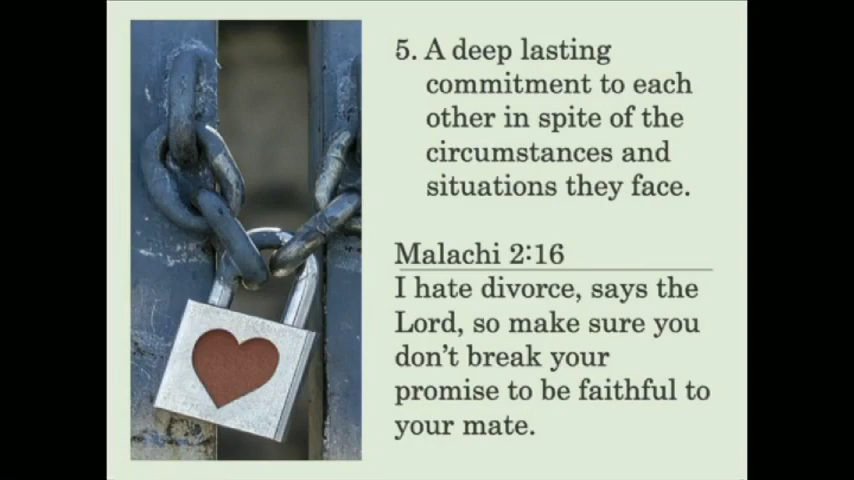 5. A deep lasting
commitment to each
other in spite of the
circumstances and
situations they face.
Malachi 2:16
I hate divorce, says the
Lord, so make sure you
don't break your
promise to be faithful to
your mate.